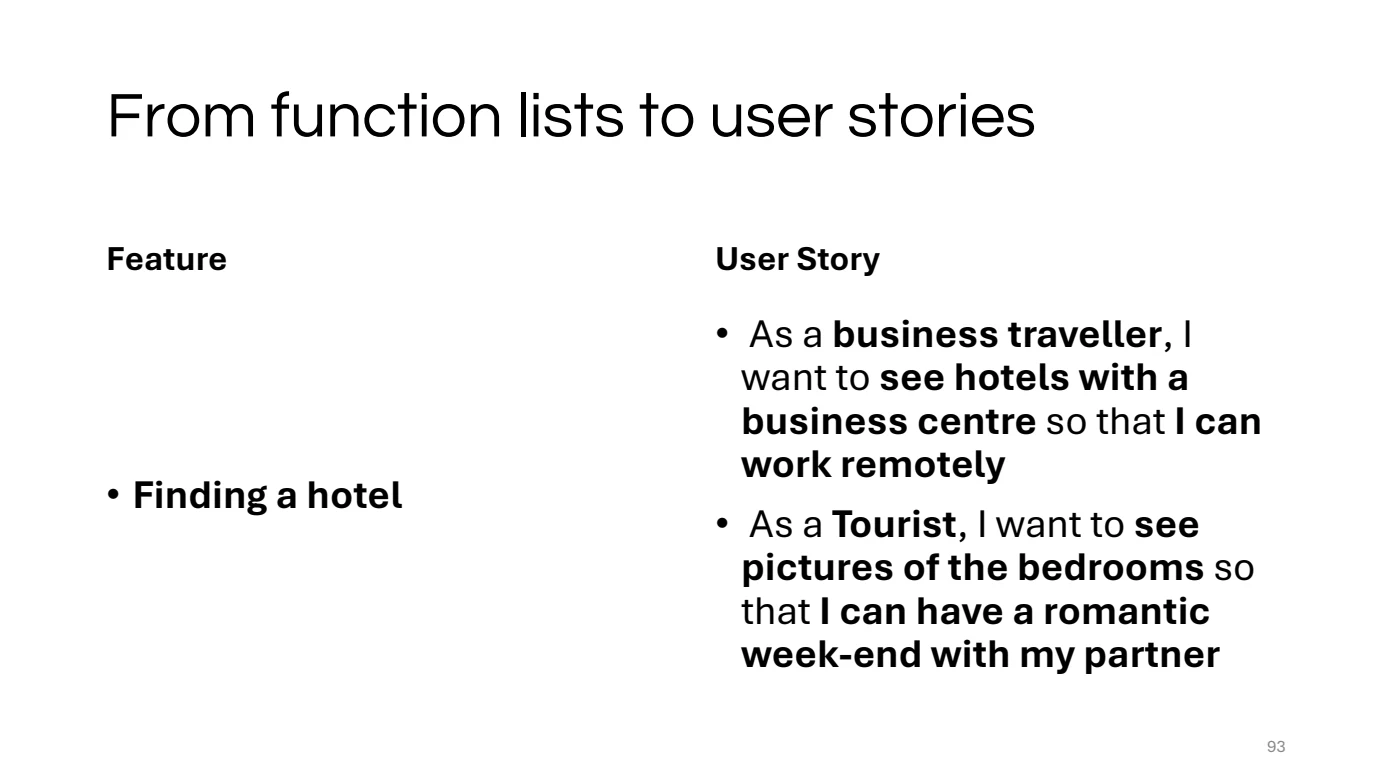 From function lists to user stories
Feature
• Finding a hotel
User Story
• As a business traveller, I
want to see hotels with a
business centre so that I can
work remotely
• As a Tourist, I want to see
pictures of the bedrooms so
that I can have a romantic
week-end with my partner
93